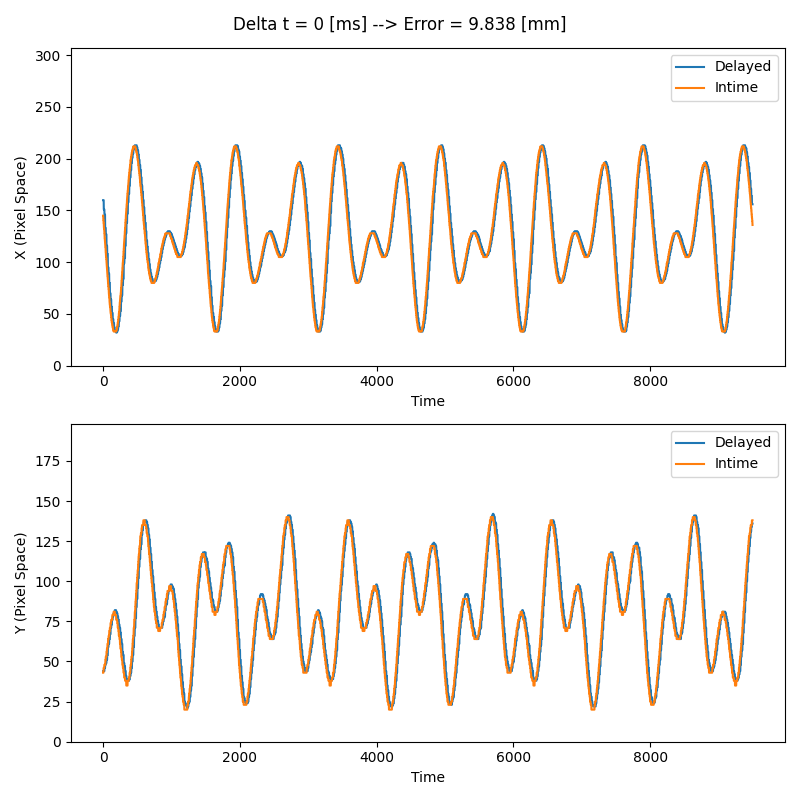 Delta t = 0 [ms] --> Error = 9.838 [mm]
300
250
200
150
100
50
0
X (Pixel Space)
Delayed
Intime
0 2000 4000 6000 8000
Time
175
150
125
100
75
50
25
0
Y (Pixel Space)
Delayed
Intime
0 2000 4000 6000 8000
Time